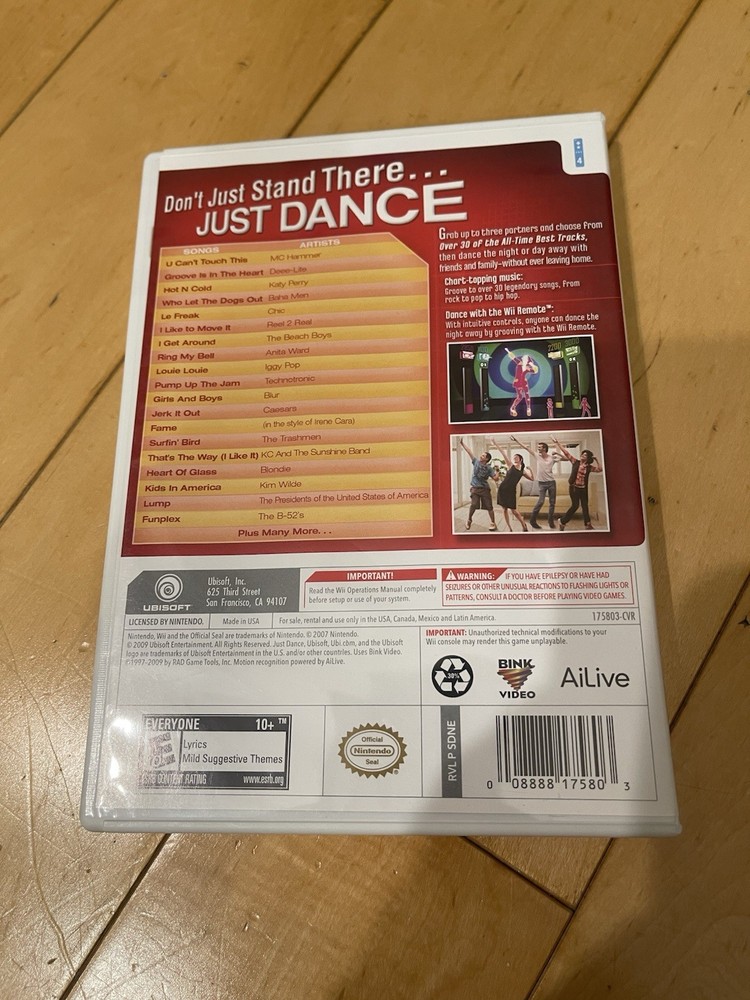 Don't Just Stand There...
JUST DANCE
SONGS ARTISTS
U Can't Touch This MC Hammer
Groove Is In The Heart Deee-Lite
Hot N Cold Katy Perry
Who Let The Dogs Out Baha Men
Le Freak Chic
I Like to Move It Reel 2 Real
I Get Around The Beach Boys
Ring My Bell Anita Ward
Louie Louie Iggy Pop
Pump Up The Jam Technotronic
Girls And Boys Blur
Jerk It Out Caesars
Fame (in the style of Irene Cara)
Surfin' Bird The Trashmen
That's The Way (I Like It) KC And The Sunshine Band
Heart Of Glass Blondie
Kids In America Kim Wilde
Lump The Presidents of the United States of America
Funplex The B-52's
Plus Many More...
4
Grab up to three partners and choose from
Over 30 of the All-Time Best Tracks,
then dance the night or day away with
friends and family-without ever leaving home.
Chart-topping music:
Groove to over 30 legendary songs, from
rock to pop to hip hop.
Dance with the Wii Remote™:
With intuitive controls, anyone can dance the
night away by grooving with the Wii Remote.
UBISOFT
Ubisoft, Inc.
625 Third Street
San Francisco, CA 94107
IMPORTANT!
Read the Wii Operations Manual completely
before setup or use of your system.
WARNING: IF YOU HAVE EPILEPSY OR HAVE HAD
SEIZURES OR OTHER UNUSUAL REACTIONS TO FLASHING LIGHTS OR
PATTERNS, CONSULT A DOCTOR BEFORE PLAYING VIDEO GAMES.
LICENSED BY NINTENDO. Made in USA For sale, rental and use only in the USA, Canada, Mexico and Latin America. 175803-CVR
Nintendo, Wii and the Official Seal are trademarks of Nintendo. © 2007 Nintendo.
© 2009 Ubisoft Entertainment. All Rights Reserved. Just Dance, Ubisoft, Ubi.com, and the Ubisoft
logo are trademarks of Ubisoft Entertainment in the U.S. and/or other countries. Uses Bink Video.
©1997-2009 by RAD Game Tools, Inc. Motion recognition powered by AiLive.
IMPORTANT: Unauthorized technical modifications to your
Wii console may render this game unplayable.
30%
BINK
VIDEO
AiLive
EVERYONE 10+ ™
Lyrics
Mild Suggestive Themes
CONTENT RATING www.esrb.org
Official
Nintendo
Seal
RVL P SDNE
0 08888 17580 3